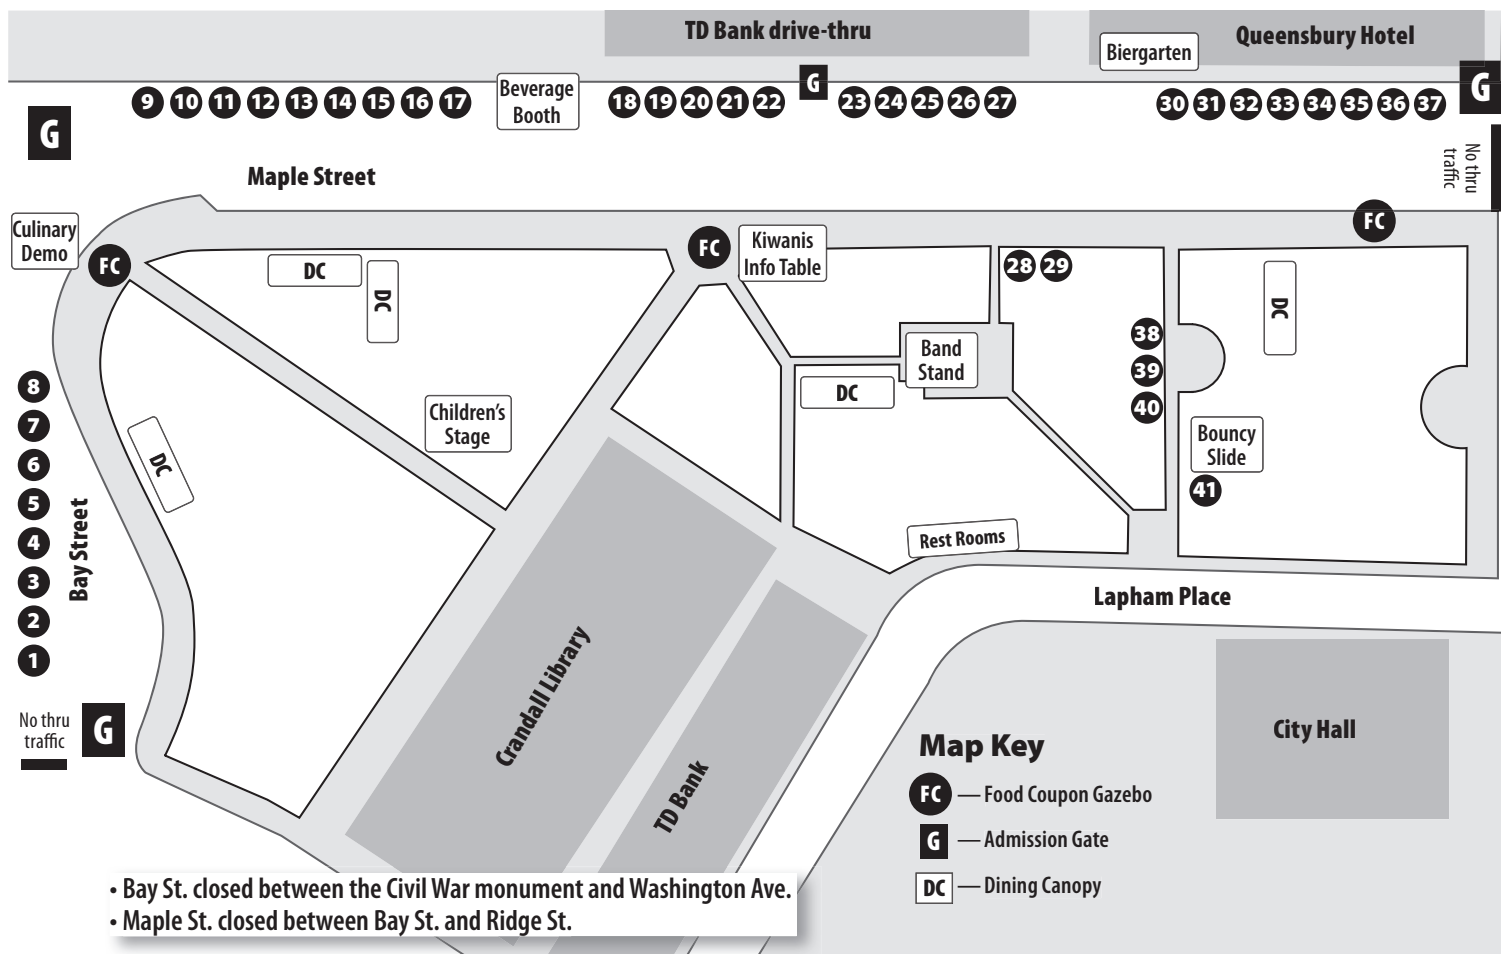 TD Bank drive-thru
Queensbury Hotel
Biergarten
G
G
9 10 11 12 13 14 15 16 17
Beverage
Booth
18 19 20 21 22
23 24 25 26 27
30 31 32 33 34 35 36 37
G
No thru
traffic
Maple Street
Culinary
Demo
FC
DC
DC
FC
Kiwanis
Info Table
28 29
FC
DC
38
39
40
Band
Stand
DC
Children's
Stage
Bouncy
Slide
41
DC
8
7
6
5
4
3
2
1
Bay Street
Rest Rooms
Lapham Place
No thru
traffic
G
Crandall Library
TD Bank
City Hall
Map Key
FC — Food Coupon Gazebo
G — Admission Gate
DC — Dining Canopy
• Bay St. closed between the Civil War monument and Washington Ave.
• Maple St. closed between Bay St. and Ridge St.